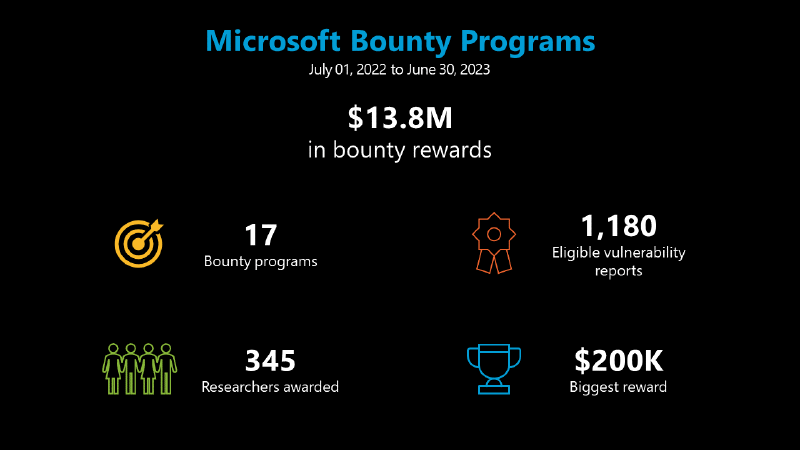 Microsoft Bounty Programs
July 01, 2022 to June 30, 2023
$13.8M
in bounty rewards
17
Bounty programs
1,180
Eligible vulnerability
reports
345
Researchers awarded
$200K
Biggest reward